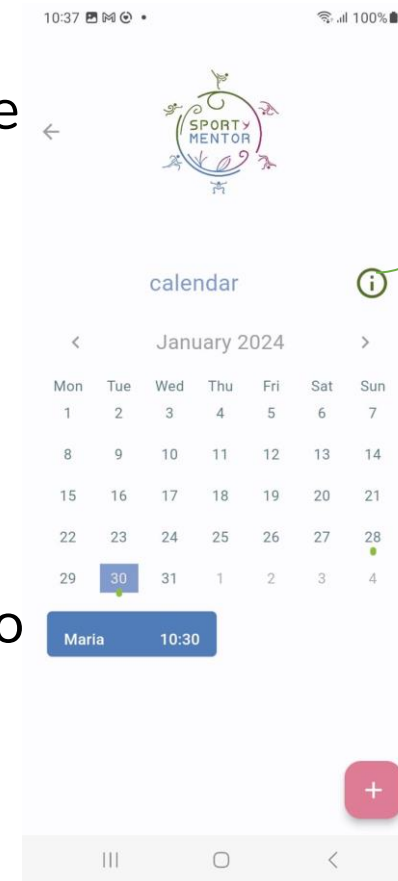 10:37 100%
e
SPORTY
MENTOR
calendar
January 2024
Mon Tue Wed Thu Fri Sat Sun
1 2 3 4 5 6 7
8 9 10 11 12 13 14
15 16 17 18 19 20 21
22 23 24 25 26 27 28
29 30 31 1 2 3 4
o
Maria 10:30
+